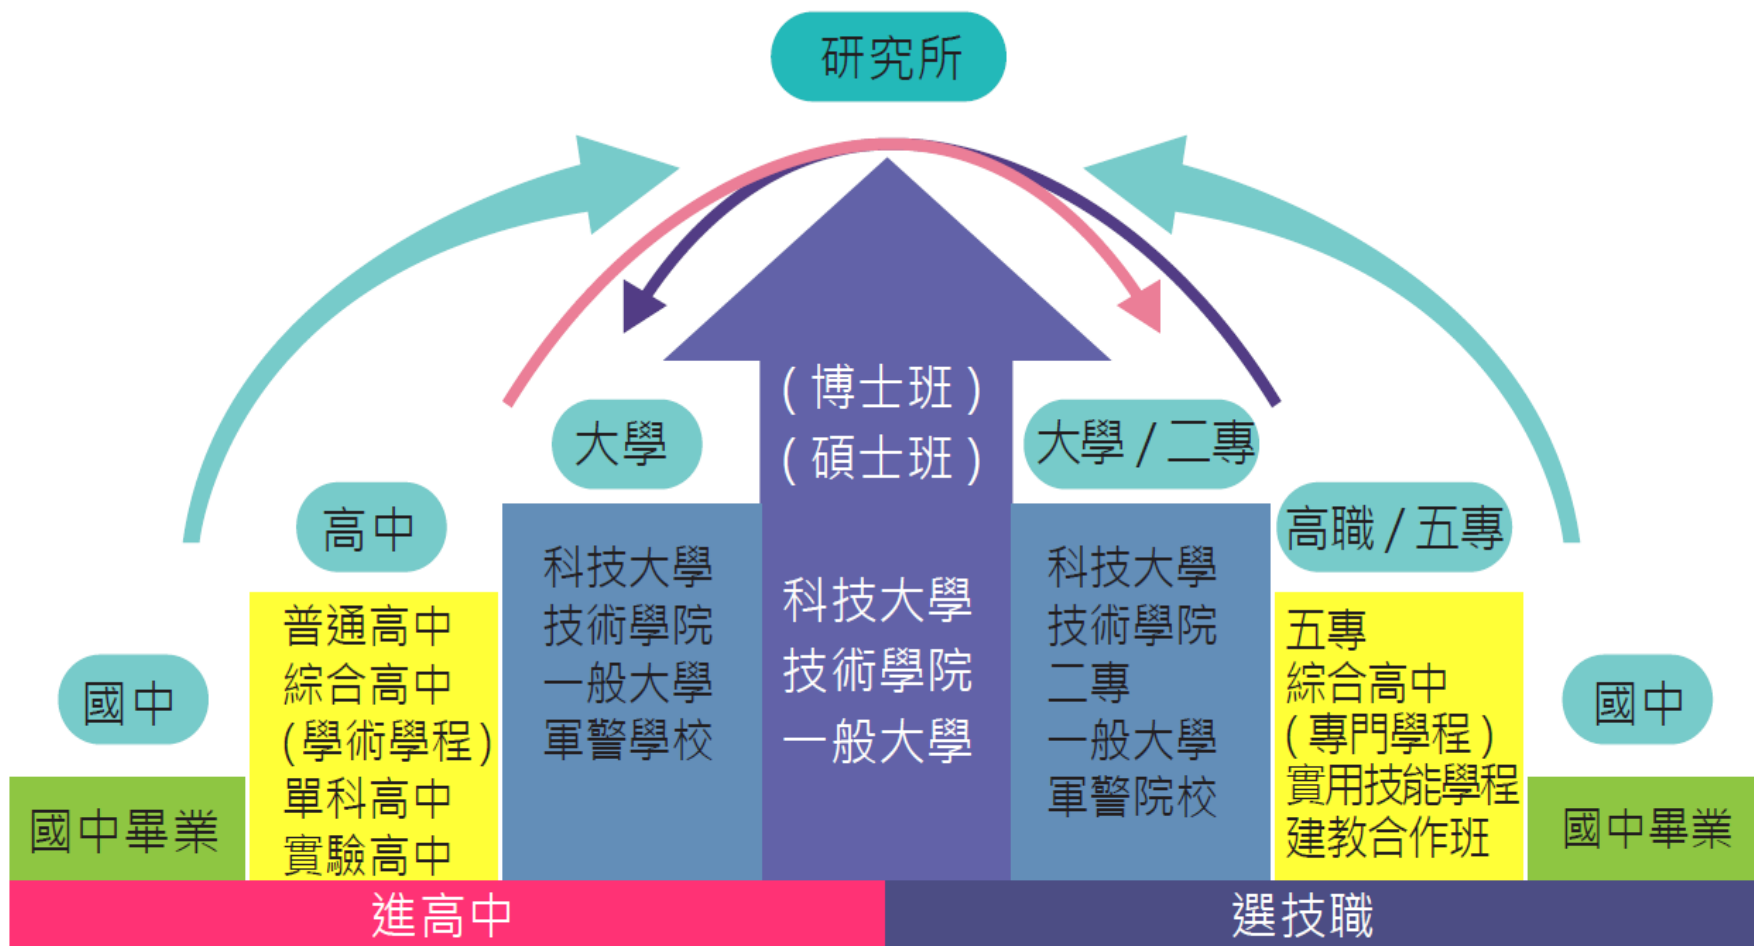 研究所
大學
(博士班)
(碩士班)
大學/二專
高中
高職/五專
國中
國中
國中畢業
普通高中
綜合高中
(學術學程)
單科高中
實驗高中
科技大學
技術學院
一般大學
軍警學校
科技大學
技術學院
一般大學
科技大學
技術學院
二專
一般大學
軍警院校
五專
綜合高中
(專門學程)
實用技能學程
建教合作班
國中畢業
進高中
選技職